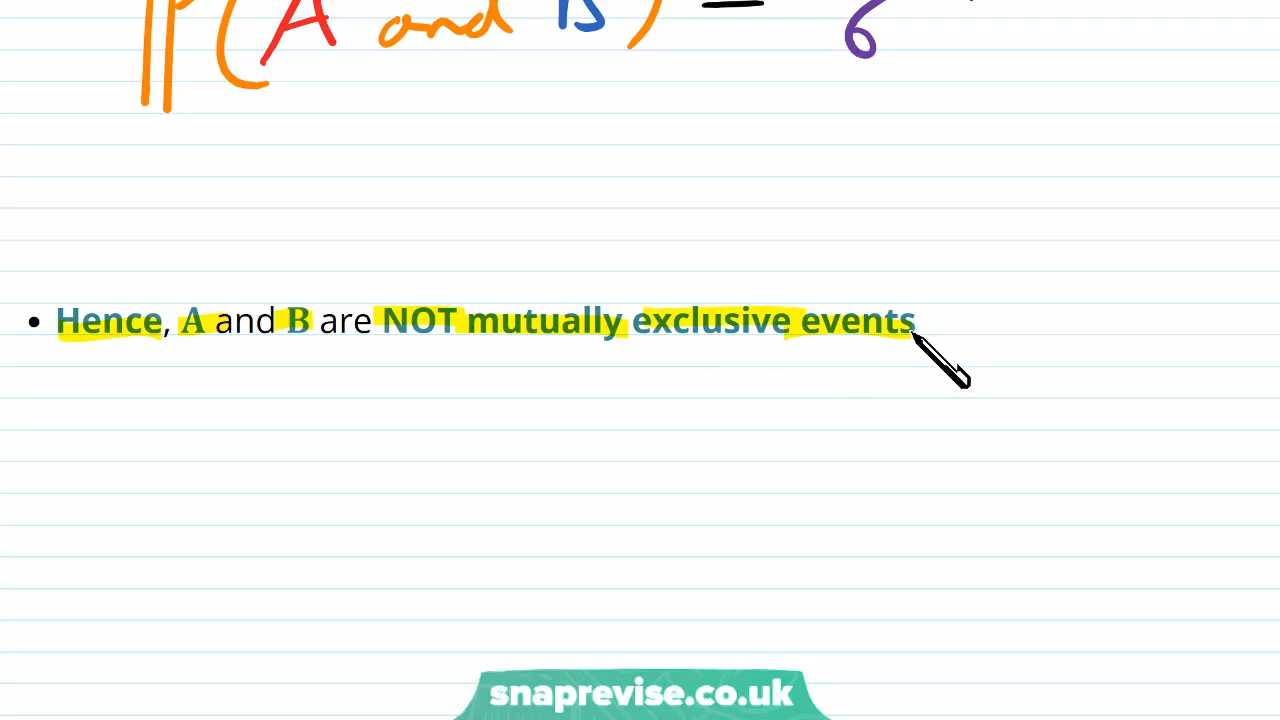 P(A and B) = 6
• Hence, A and B are NOT mutually exclusive events
snaprevise.co.uk